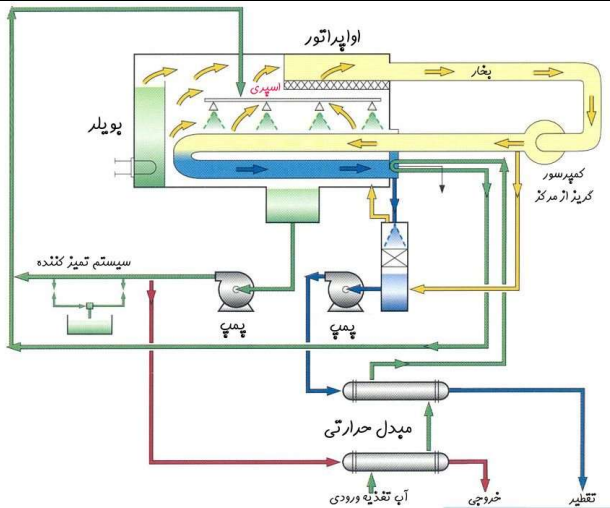 اواپراتور
بخار
اسپری
بویلر
کمپرسور
گریز از مرکز
سیستم تمیز کننده
پمپ
پمپ
مبدل حرارتی
آب تغذیه ورودی
خروجی
تقطیر